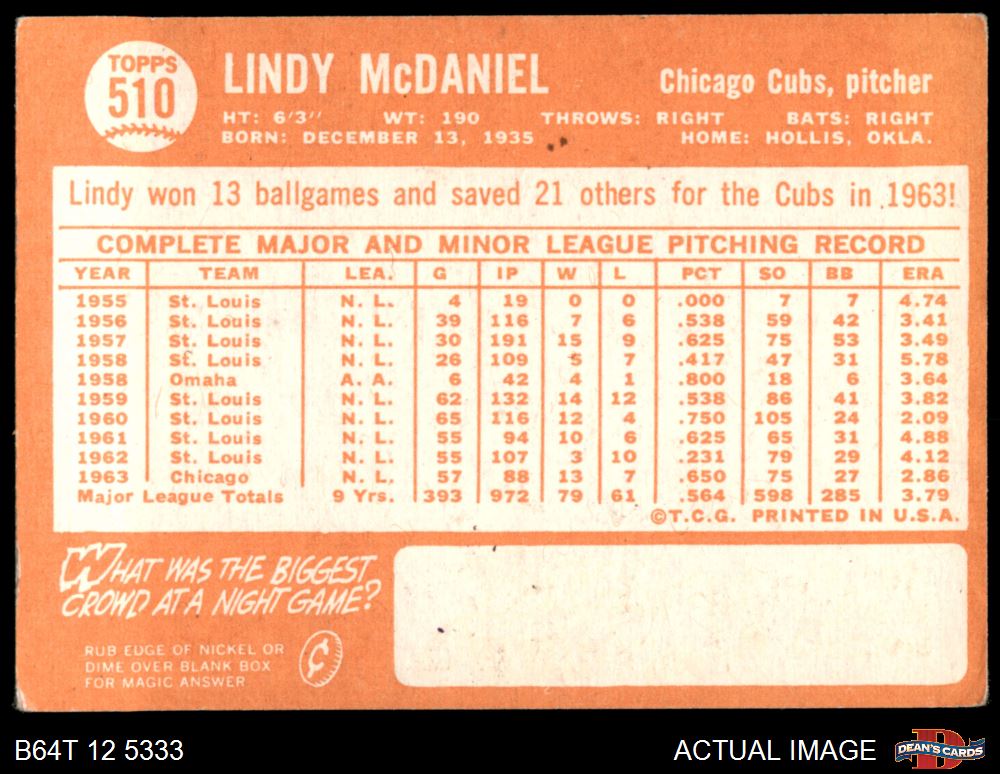 TOPPS
510
LINDY McDANIEL
Chicago Cubs, pitcher
HT: 6'3" WT: 190 THROWS: RIGHT BATS: RIGHT
BORN: DECEMBER 13, 1935 HOME: HOLLIS, OKLA.
Lindy won 13 ballgames and saved 21 others for the Cubs in 1963!
COMPLETE MAJOR AND MINOR LEAGUE PITCHING RECORD
YEAR TEAM LEA. G IP W L PCT SO BB ERA
1955 St. Louis N. L. 4 19 0 0 .000 7 7 4.74
1956 St. Louis N. L. 39 116 7 6 .538 59 42 3.41
1957 St. Louis N. L. 30 191 15 9 .625 75 53 3.49
1958 St. Louis N. L. 26 109 5 7 .417 47 31 5.78
1958 Omaha A. A. 6 42 4 1 .800 18 6 3.64
1959 St. Louis N. L. 62 132 14 12 .538 86 41 3.82
1960 St. Louis N. L. 65 116 12 4 .750 105 24 2.09
1961 St. Louis N. L. 55 94 10 6 .625 65 31 4.88
1962 St. Louis N. L. 55 107 3 10 .231 79 29 4.12
1963 Chicago N. L. 57 88 13 7 .650 75 27 2.86
Major League Totals 9 Yrs. 393 972 79 61 .564 598 285 3.79
©T.C.G. PRINTED IN U.S.A.
WHAT WAS THE BIGGEST
CROWD AT A NIGHT GAME?
RUB EDGE OF NICKEL OR
DIME OVER BLANK BOX
FOR MAGIC ANSWER
¢
B64T 12 5333
ACTUAL IMAGE
DEAN'S CARDS